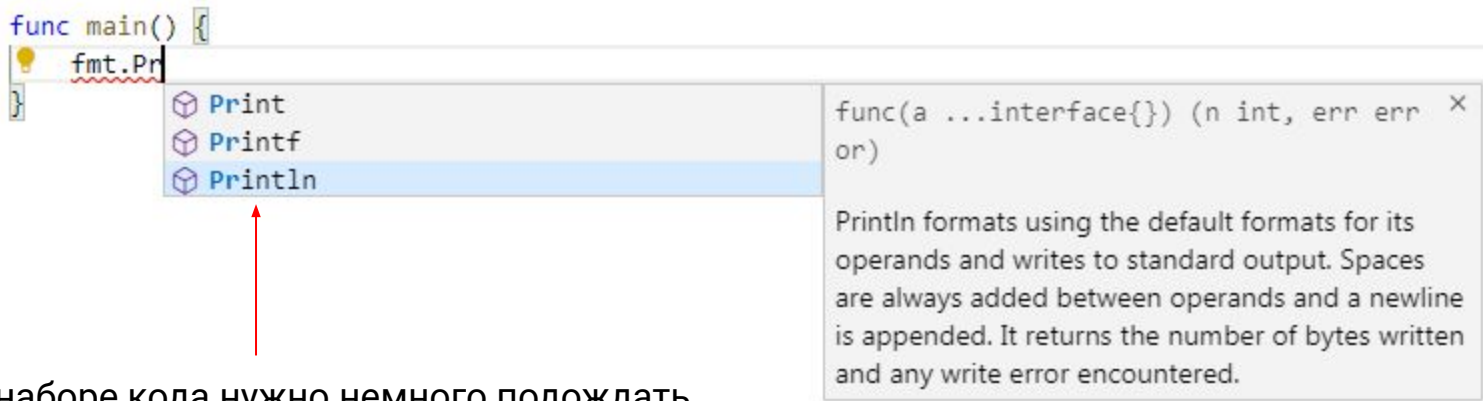 func main() {
fmt.Pr
}
Print
Printf
Println
func(a ...interface{}) (n int, err err
or)
Println formats using the default formats for its
operands and writes to standard output. Spaces
are always added between operands and a newline
is appended. It returns the number of bytes written
and any write error encountered.
наборе кода нужно немного подождать